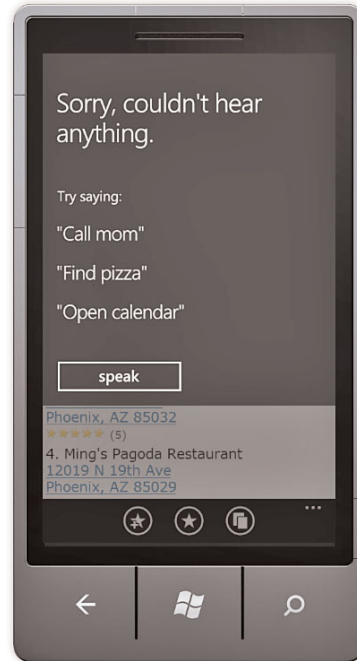 Sorry, couldn't hear
anything.
Try saying:
"Call mom"
"Find pizza"
"Open calendar"
speak
Phoenix, AZ 85032
(5)
4. Ming's Pagoda Restaurant
12019 N 19th Ave
Phoenix, AZ 85029